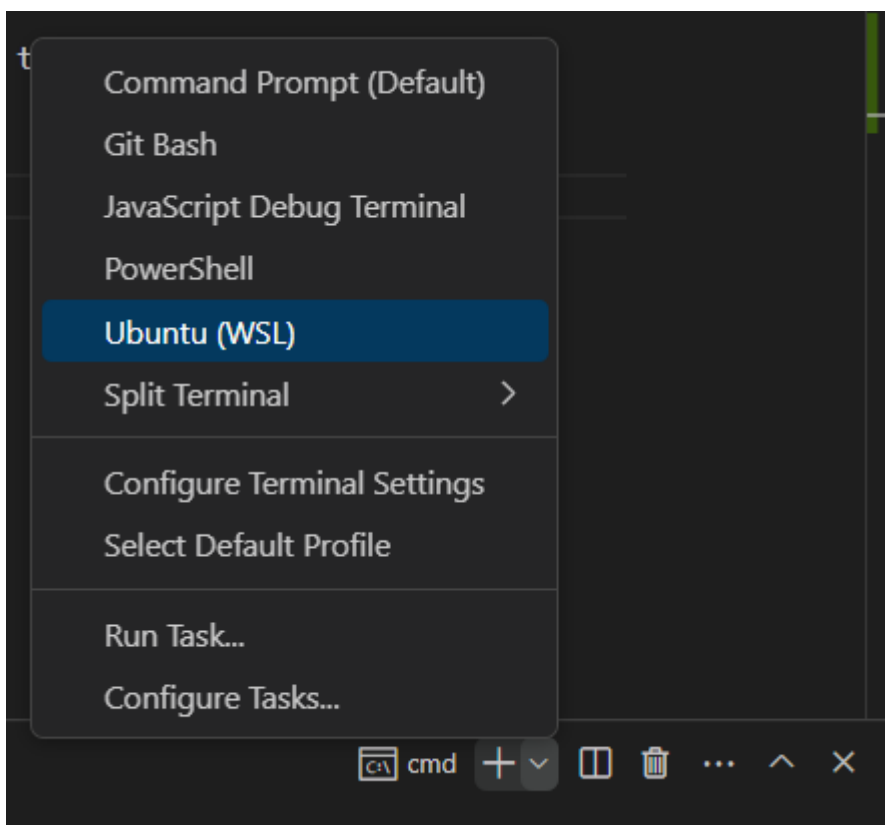 t
Command Prompt (Default)
Git Bash
JavaScript Debug Terminal
PowerShell
Ubuntu (WSL)
Split Terminal
Configure Terminal Settings
Select Default Profile
Run Task...
Configure Tasks...
C:\ cmd